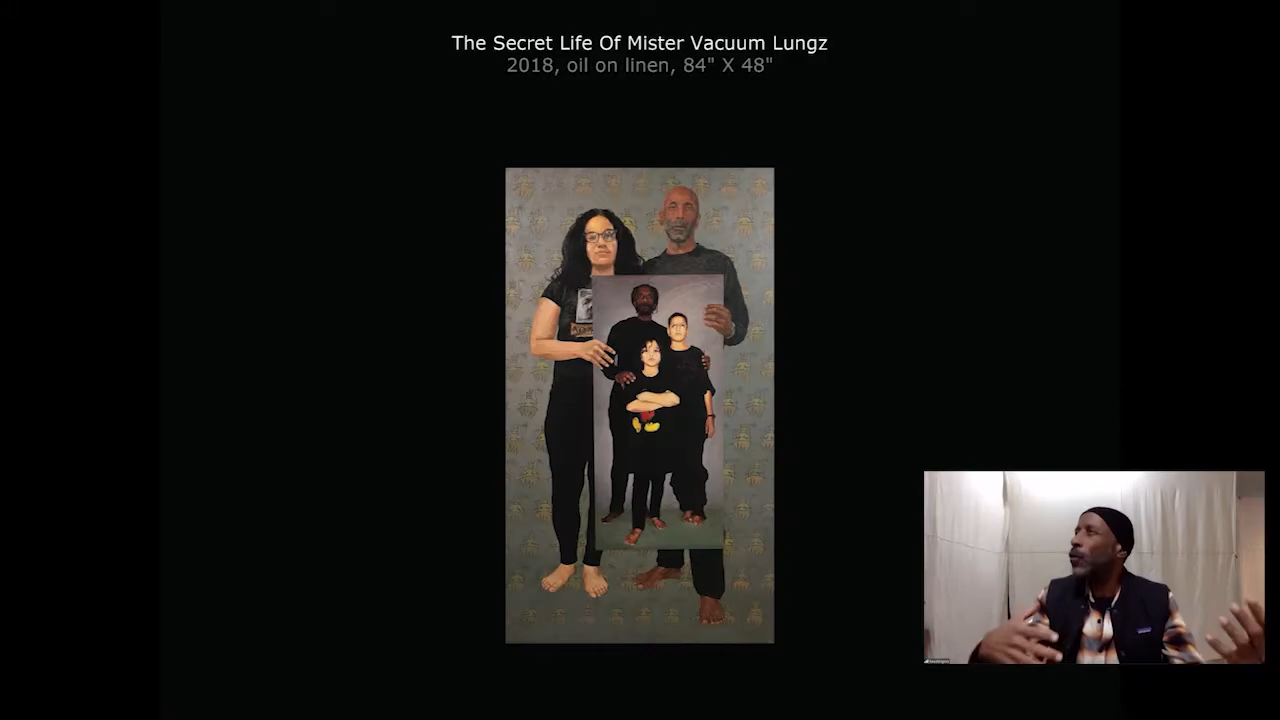 The Secret Life Of Mister Vacuum Lungz
2018, oil on linen, 84" X 48"